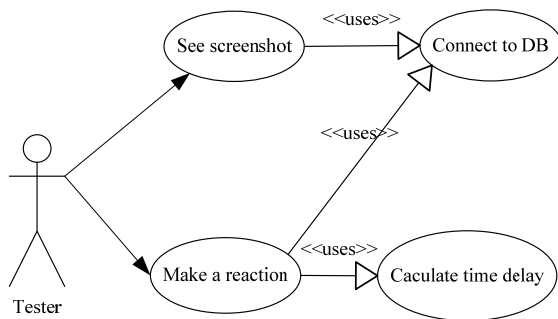 <<uses>>
See screenshot
Connect to DB
<<uses>>
<<uses>>
Make a reaction
Caculate time delay
Tester